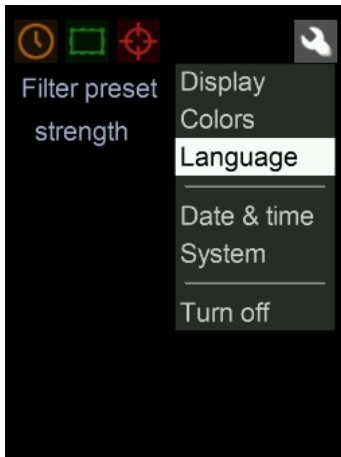 Filter preset
strength
Display
Colors
Language
Date & time
System
Turn off